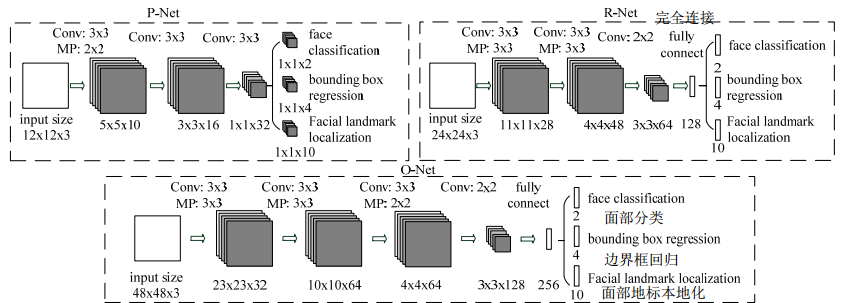 P-Net
Conv: 3x3 Conv: 3x3 Conv: 3x3
MP: 2x2
face
classification
1x1x2
bounding box
regression
1x1x4
Facial landmark
localization
1x1x10
input size
12x12x3
5x5x10
3x3x16
1x1x32
R-Net
完全连接
Conv: 3x3 Conv: 3x3 Conv: 2x2 fully
MP: 3x3 MP: 3x3 connect
face classification
2
bounding box
regression
4
Facial landmark
localization
10
input size
24x24x3
11x11x28
4x4x48
3x3x64
128
O-Net
Conv: 3x3 Conv: 3x3 Conv: 3x3 Conv: 2x2 fully
MP: 3x3 MP: 3x3 MP: 2x2 connect
face classification
2
面部分类
bounding box regression
4
边界框回归
Facial landmark localization
10
面部地标本地化
input size
48x48x3
23x23x32
10x10x64
4x4x64
3x3x128
256